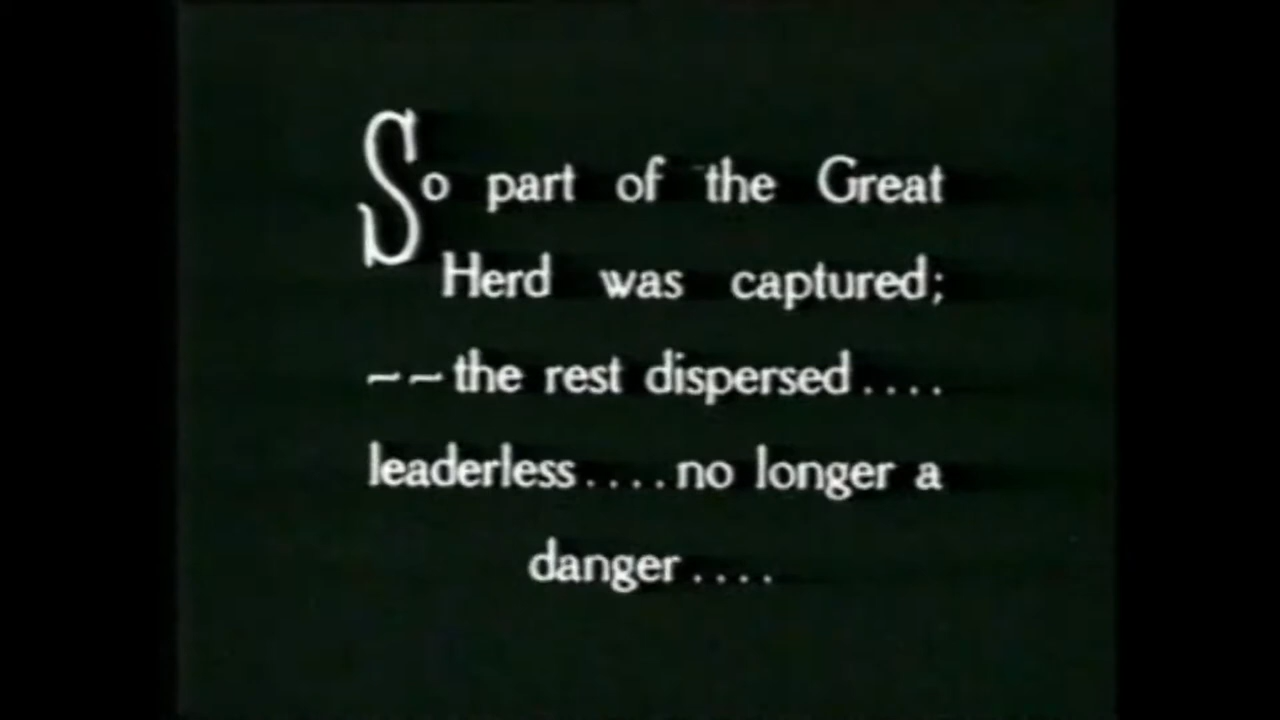 So part of the Great
Herd was captured;
--the rest dispersed....
leaderless....no longer a
danger....